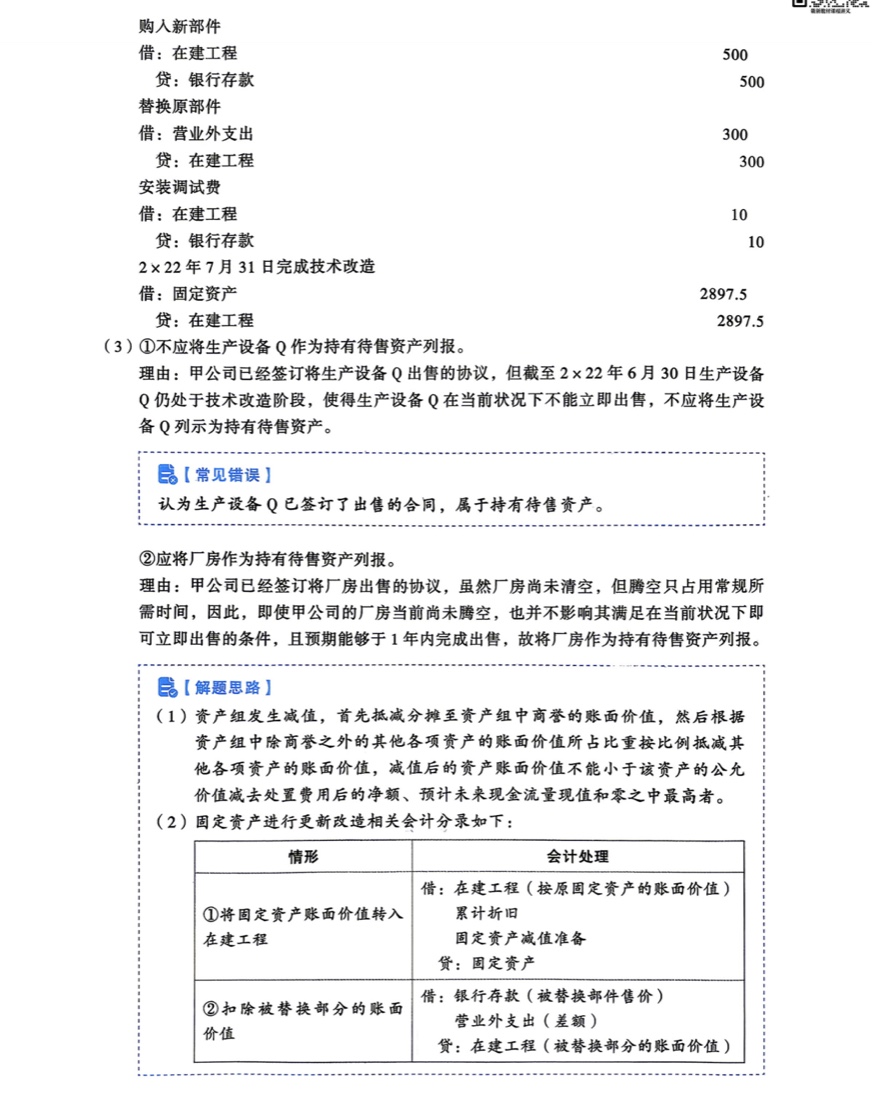 购入新部件
借：在建工程 500
贷：银行存款 500
替换原部件
借：营业外支出 300
贷：在建工程 300
安装调试费
借：在建工程 10
贷：银行存款 10
2×22 年 7 月 31 日完成技术改造
借：固定资产 2897.5
贷：在建工程 2897.5
（3）①不应将生产设备 Q 作为持有待售资产列报。
理由：甲公司已经签订将生产设备 Q 出售的协议，但截至 2×22 年 6 月 30 日生产设备
Q 仍处于技术改造阶段，使得生产设备 Q 在当前状况下不能立即出售，不应将生产设
备 Q 列示为持有待售资产。
【常见错误】
认为生产设备 Q 已签订了出售的合同，属于持有待售资产。
②应将厂房作为持有待售资产列报。
理由：甲公司已经签订将厂房出售的协议，虽然厂房尚未清空，但腾空只占用常规所
需时间，因此，即使甲公司的厂房当前尚未腾空，也并不影响其满足在当前状况下即
可立即出售的条件，且预期能够于 1 年内完成出售，故将厂房作为持有待售资产列报。
【解题思路】
（1）资产组发生减值，首先抵减分摊至资产组中商誉的账面价值，然后根据
资产组中除商誉之外的其他各项资产的账面价值所占比重按比例抵减其
他各项资产的账面价值，减值后的资产账面价值不能小于该资产的公允
价值减去处置费用后的净额、预计未来现金流量现值和零之中最高者。
（2）固定资产进行更新改造相关会计分录如下：
情形 会计处理
①将固定资产账面价值转入
在建工程
借：在建工程（按原固定资产的账面价值）
累计折旧
固定资产减值准备
贷：固定资产
②扣除被替换部分的账面
价值
借：银行存款（被替换部件售价）
营业外支出（差额）
贷：在建工程（被替换部分的账面价值）